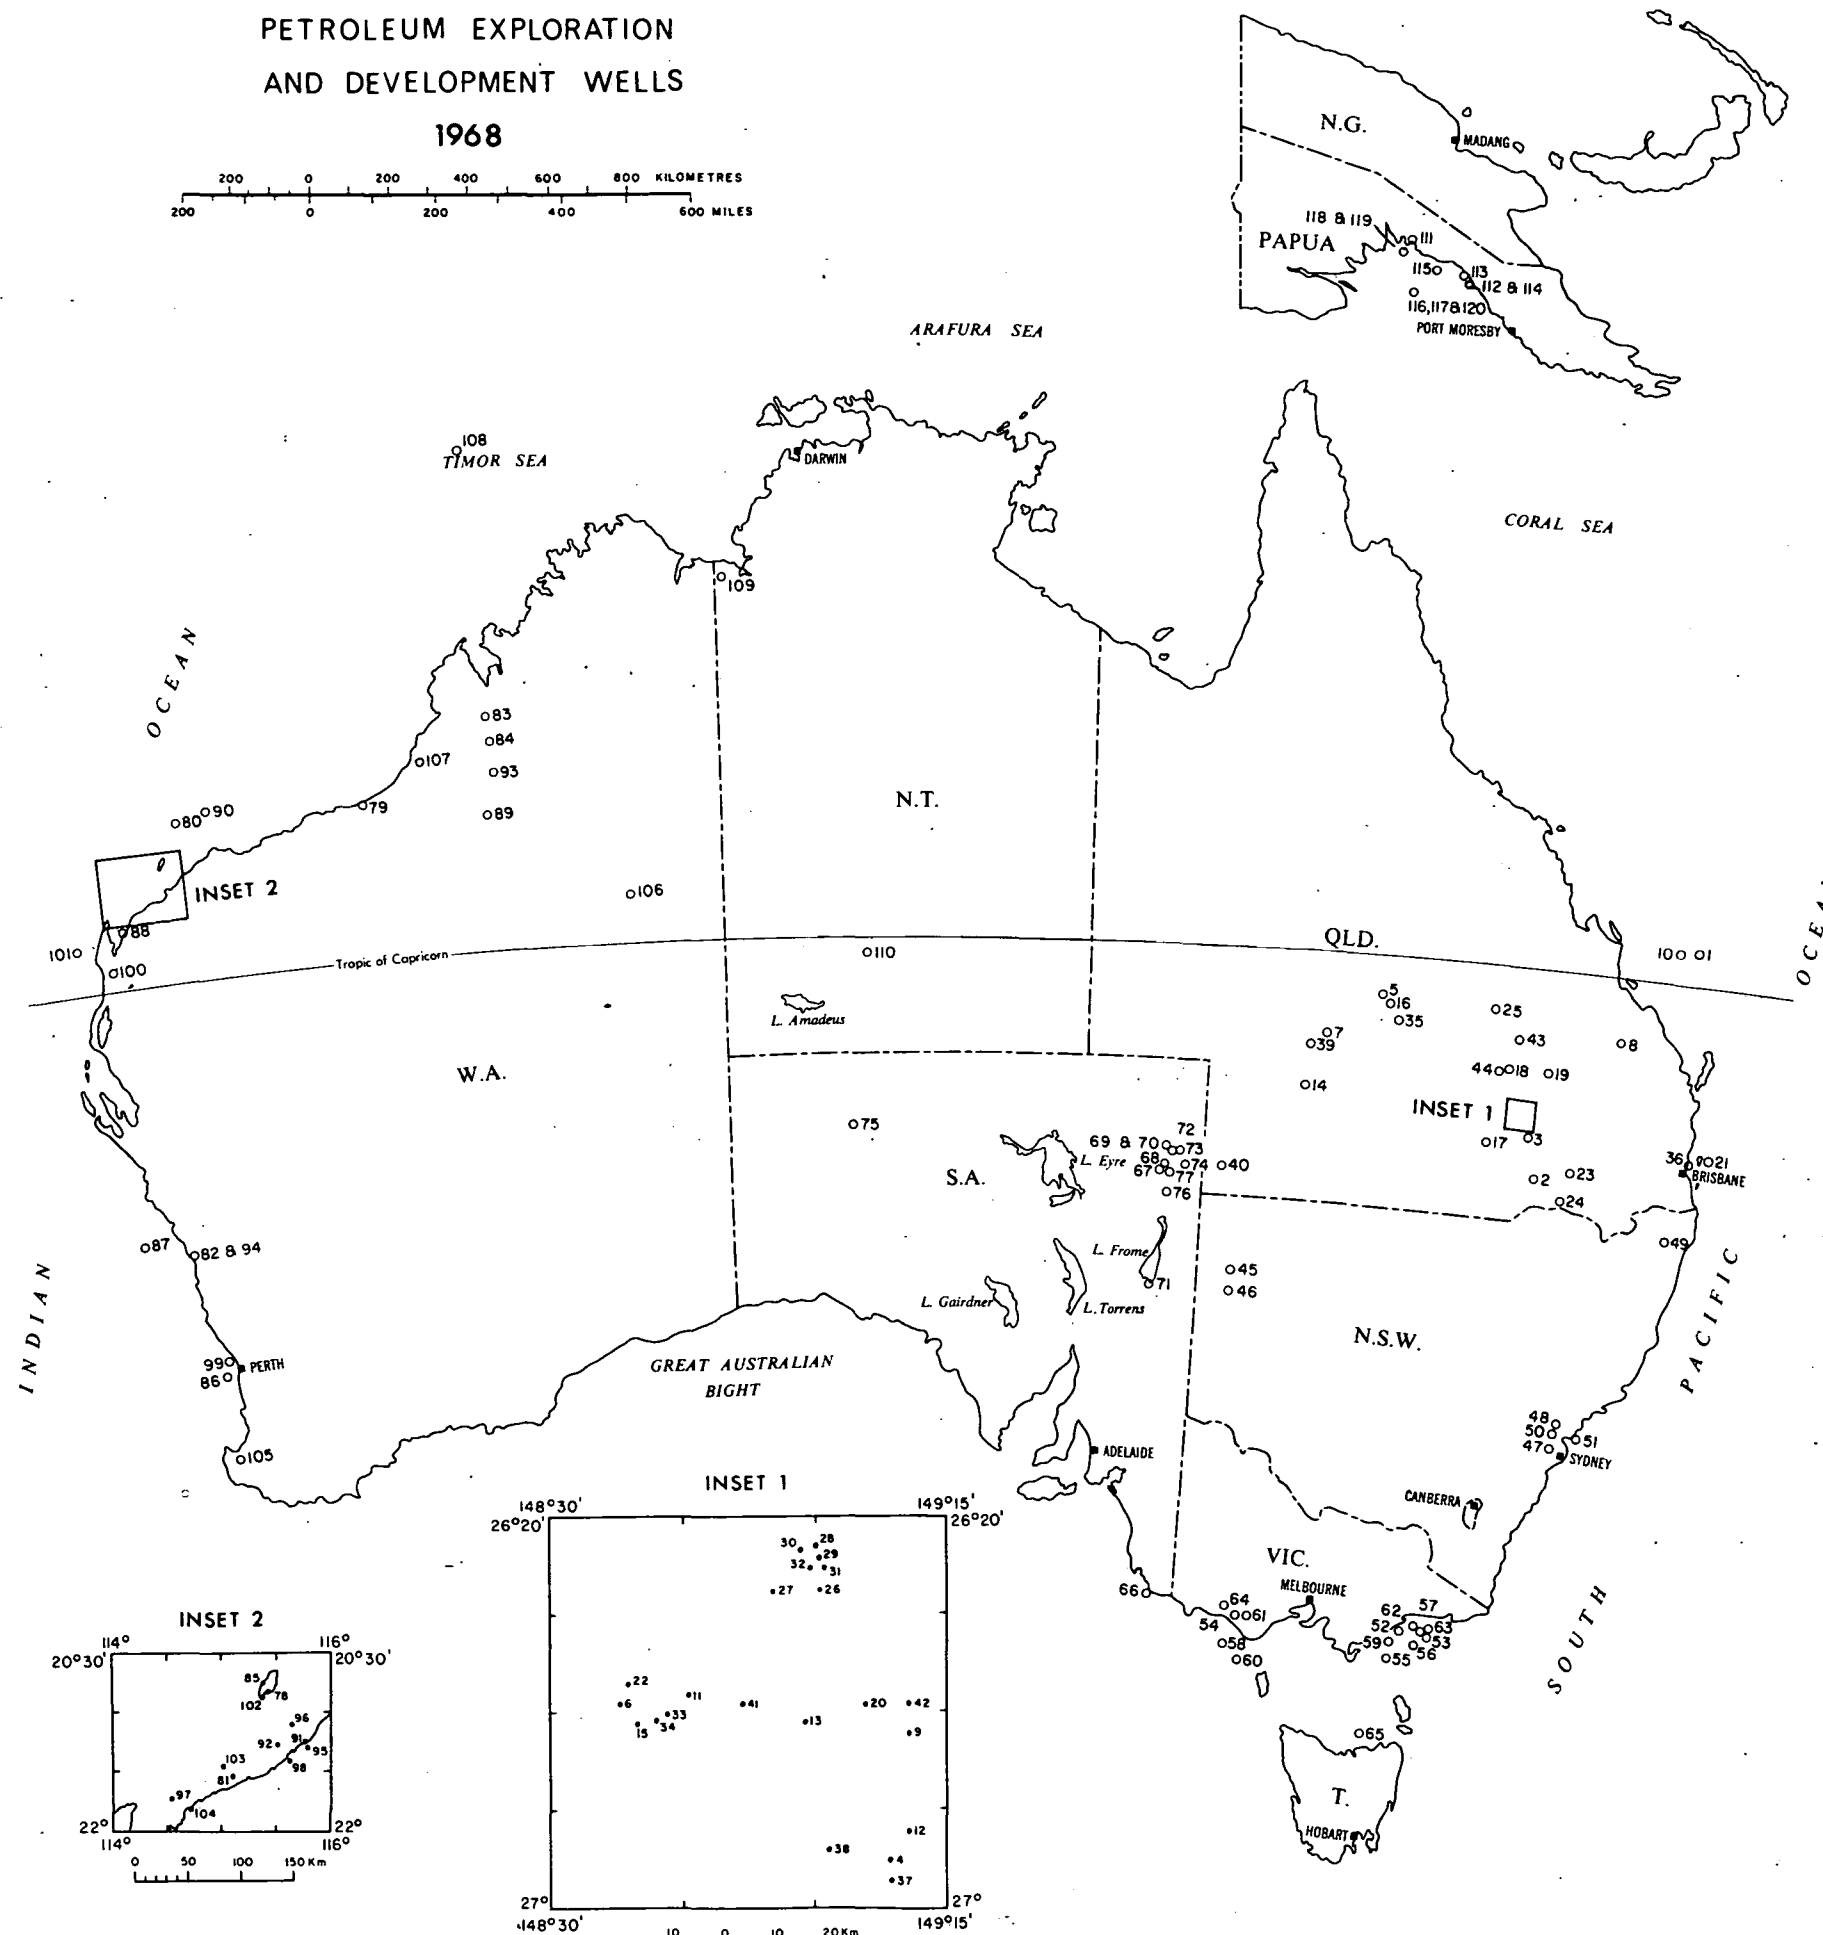 PETROLEUM EXPLORATION
AND DEVELOPMENT WELLS
1968
200 0 200 400 600 800 KILOMETRES
200 0 200 400 600 MILES
N.G.
MADANG
118 & 119
111
PAPUA
115
113
112 & 114
116,117&120
PORT MORESBY
ARAFURA SEA
108
TIMOR SEA
DARWIN
CORAL SEA
109
OCEAN
83
84
107
93
90
80
79
89
N.T.
INSET 2
106
88
101
100
Tropic of Capricorn
110
QLD.
100 01
OCEAN
5
16
25
35
L. Amadeus
7
39
43
8
W.A.
44
18
19
14
INSET 1
75
72
69 & 70
73
17
3
L. Eyre
68
74
40
67
77
36
21
BRISBANE
S.A.
76
2
23
24
87
82 & 94
49
L. Frome
71
45
46
L. Gairdner
L. Torrens
INDIAN
PACIFIC
N.S.W.
99
PERTH
86
GREAT AUSTRALIAN
BIGHT
48
50
51
47
SYDNEY
105
ADELAIDE
CANBERRA
VIC.
MELBOURNE
66
64
61
54
58
60
62
57
52
63
59
53
56
55
SOUTH
65
T.
HOBART
INSET 1
148°30' 149°15'
26°20' 26°20'
30
28
29
32
31
27
26
22
6
11
41
20
42
33
34
15
13
9
12
38
4
37
27° 27°
148°30' 149°15'
10 0 10 20Km
INSET 2
114° 116°
20°30' 20°30'
85
78
102
96
91
92
95
98
103
81
97
104
22° 22°
114° 116°
0 50 100 150 Km